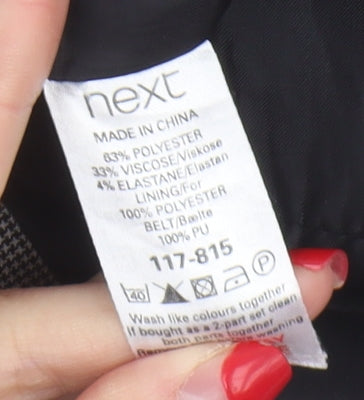 next
MADE IN CHINA
63% POLYESTER
33% VISCOSE/Viskose
4% ELASTANE/Elastan
LINING/For
100% POLYESTER
BELT/Bælte
100% PU
117-815
40 P
Wash like colours together
If bought as a 2-part set clean
both parts together
washing